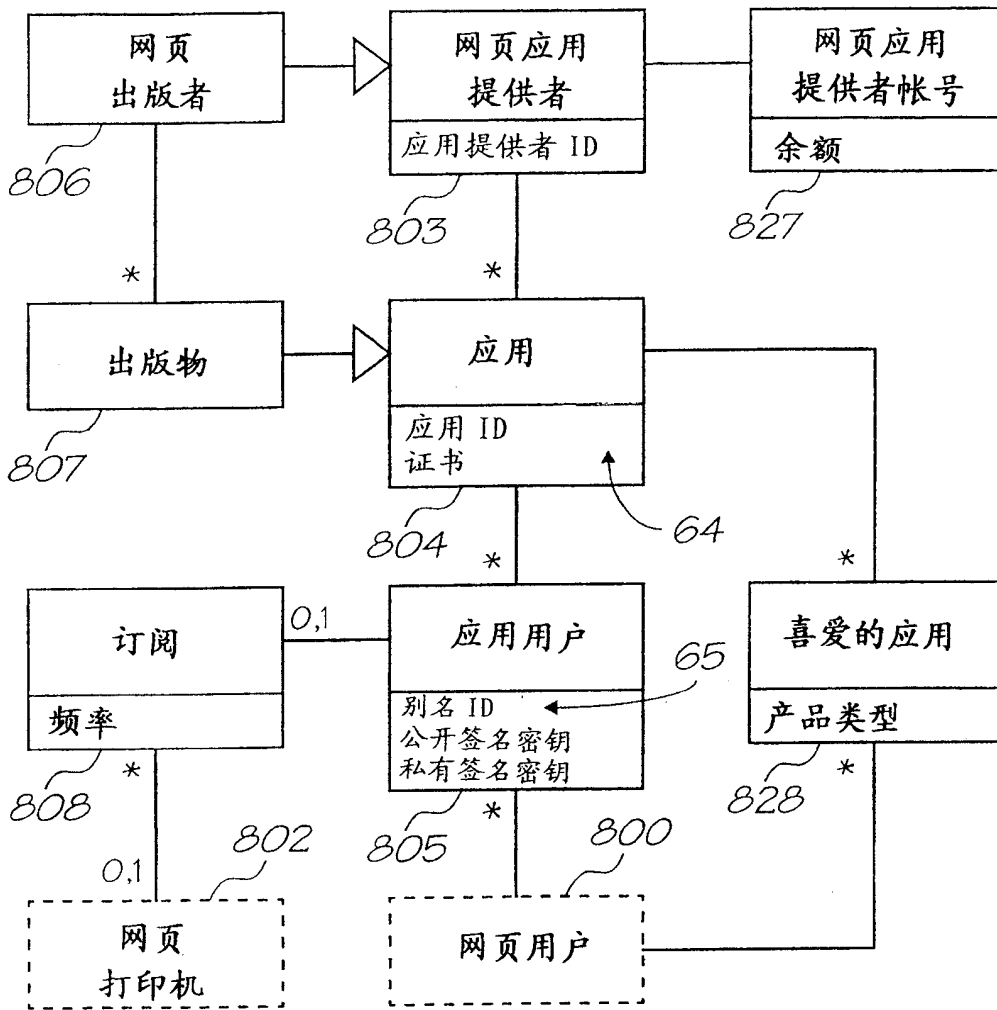 网页
出版者
806
网页应用
提供者
应用提供者 ID
803
网页应用
提供者帐号
余额
827
*
*
出版物
807
应用
应用 ID
证书
804
64
*
*
订阅
频率
808
0,1
应用用户
别名 ID
公开签名密钥
私有签名密钥
805
65
喜爱的应用
产品类型
828
*
*
*
802
800
0,1
网页
打印机
网页用户